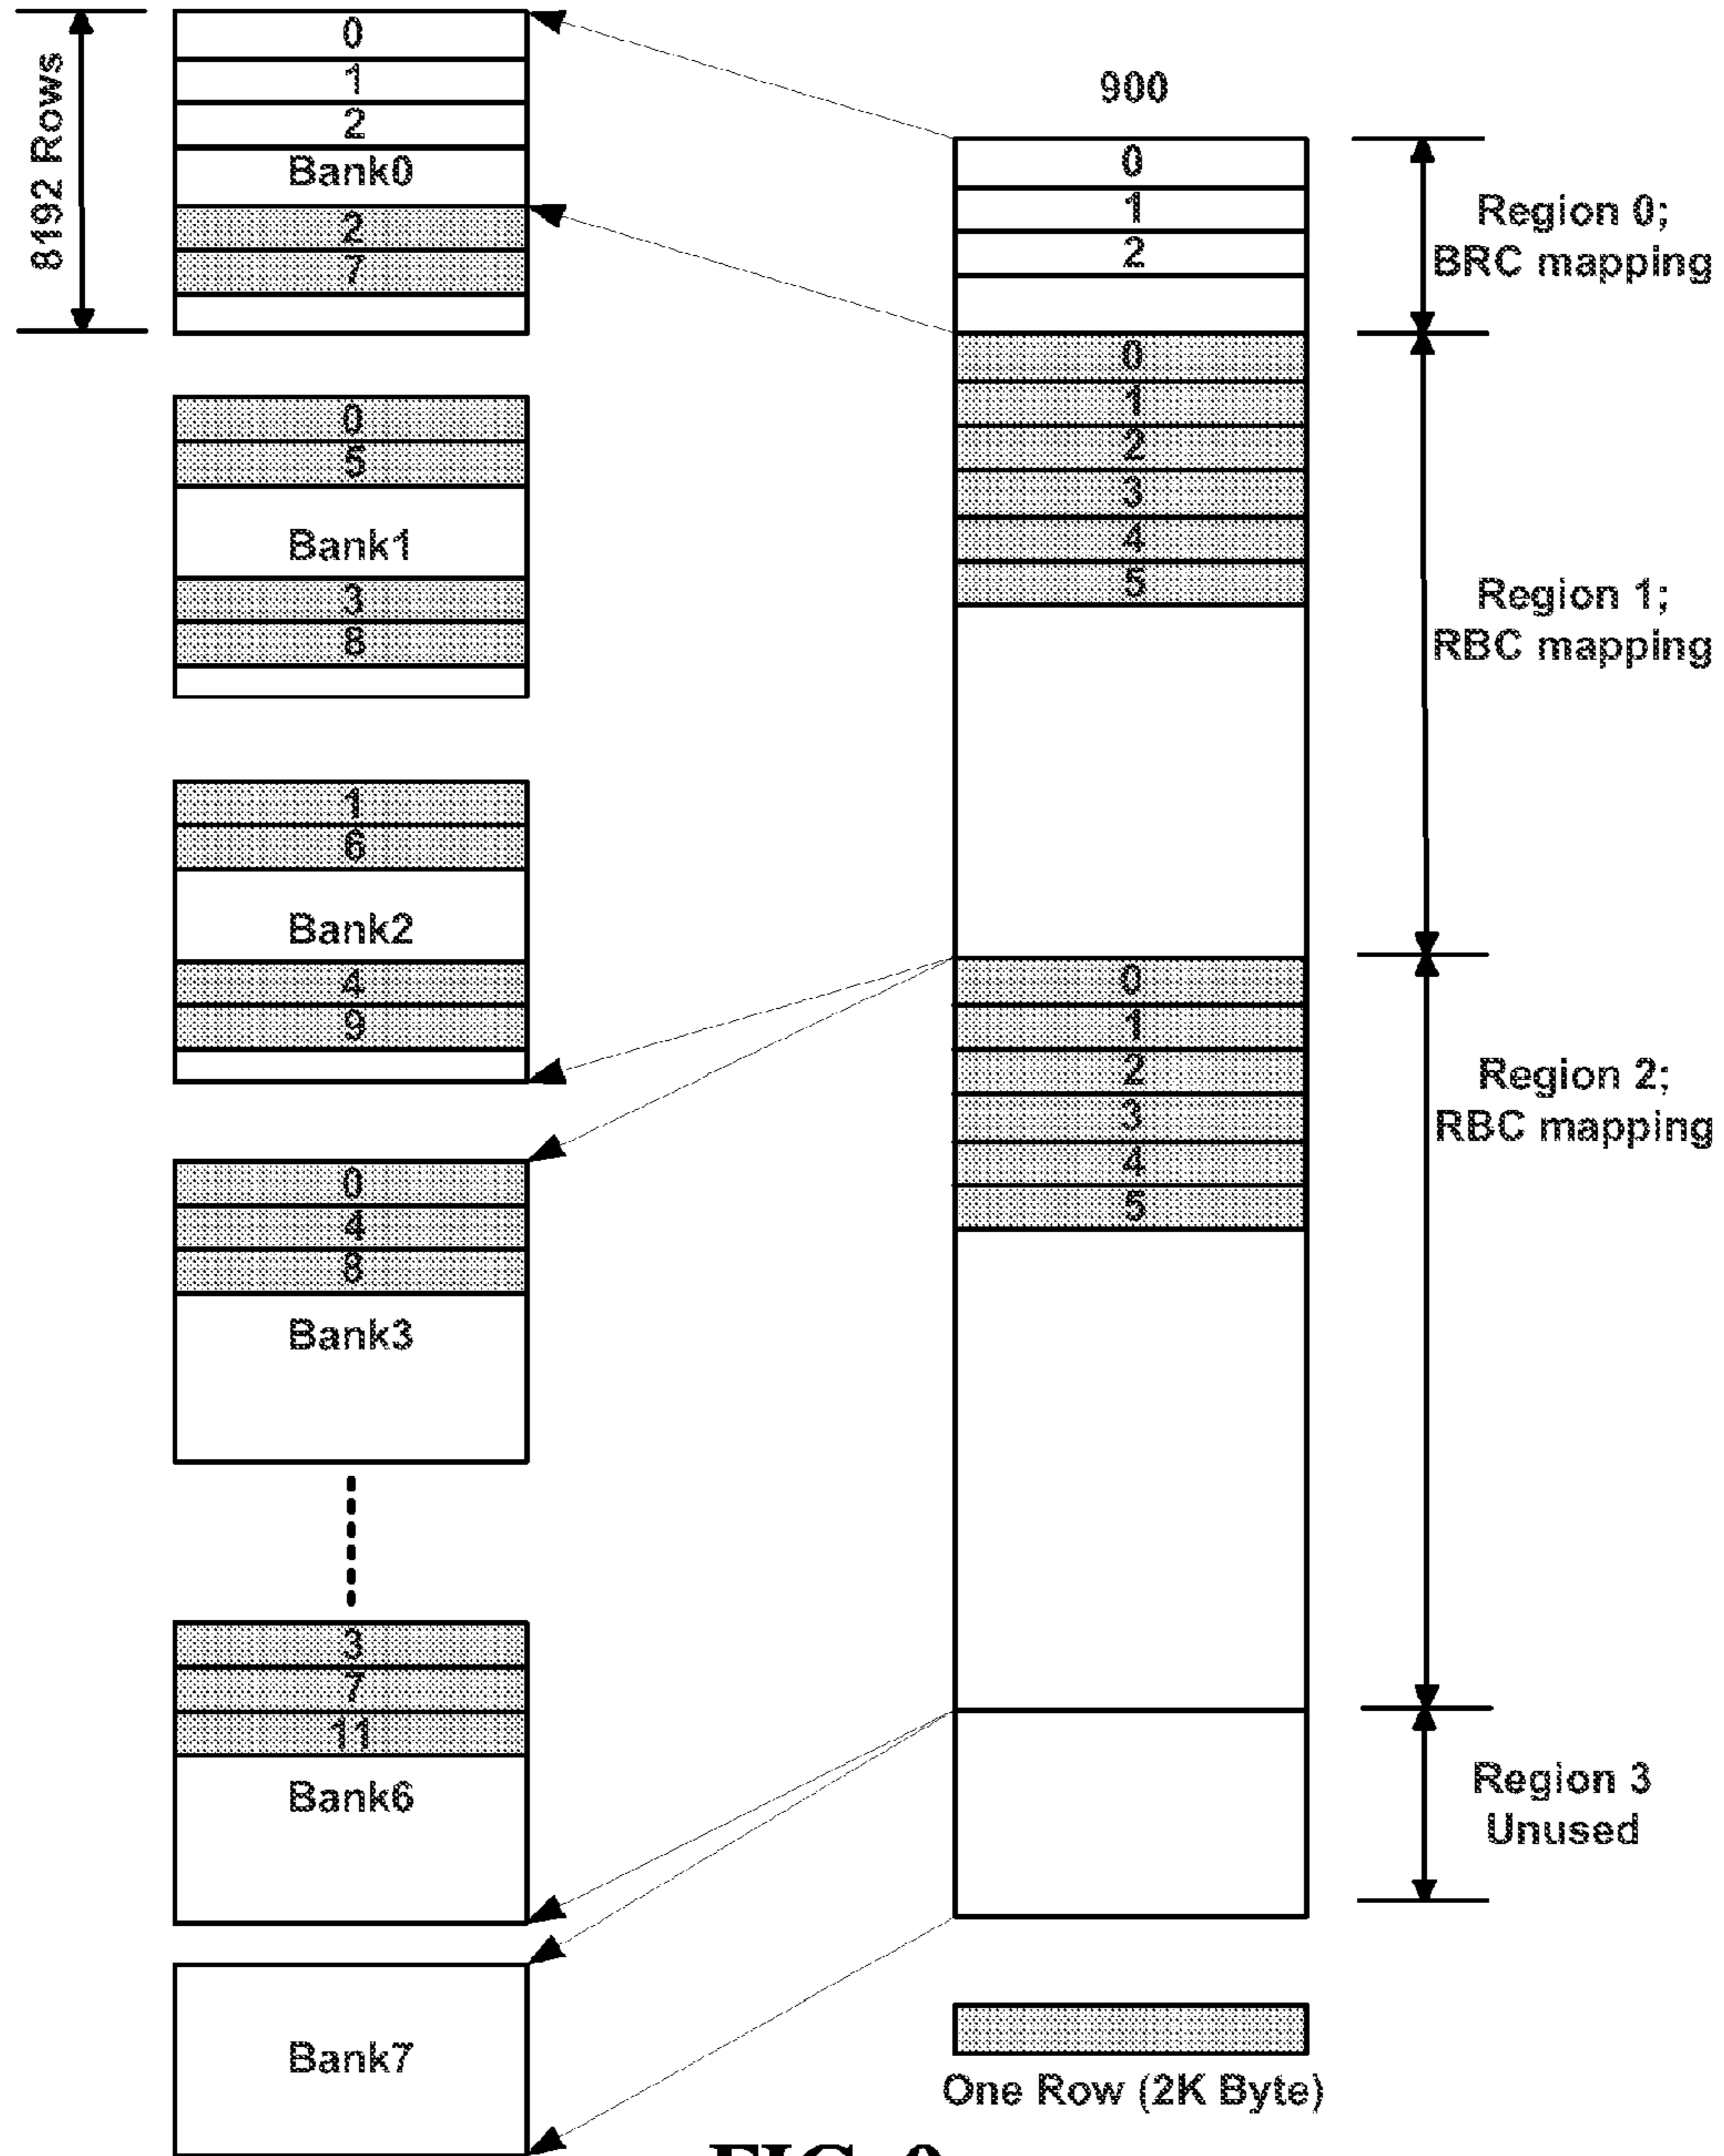 8192 Rows
0
1
2
Bank0
2
7
0
5
Bank1
3
8
1
6
Bank2
4
9
0
4
8
Bank3
3
7
11
Bank6
Bank7
900
0
1
2
0
1
2
3
4
5
0
1
2
3
4
5
One Row (2K Byte)
Region 0;
BRC mapping
Region 1;
RBC mapping
Region 2;
RBC mapping
Region 3
Unused